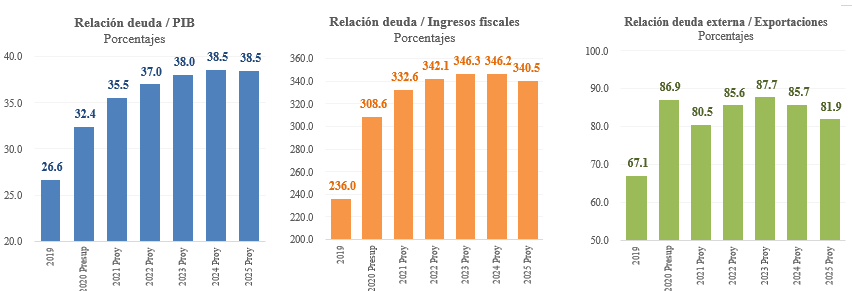 Relación deuda / PIB
Porcentajes
40.0
35.0
30.0
25.0
20.0
26.6
32.4
35.5
37.0
38.0
38.5
38.5
2019
2020 Presup
2021 Proy
2022 Proy
2023 Proy
2024 Proy
2025 Proy
Relación deuda / Ingresos fiscales
Porcentajes
360.0
340.0
320.0
300.0
280.0
260.0
240.0
220.0
200.0
236.0
308.6
332.6
342.1
346.3
346.2
340.5
2019
2020 Presup
2021 Proy
2022 Proy
2023 Proy
2024 Proy
2025 Proy
Relación deuda externa / Exportaciones
Porcentajes
100.0
90.0
80.0
70.0
60.0
50.0
67.1
86.9
80.5
85.6
87.7
85.7
81.9
2019
2020 Presup
2021 Proy
2022 Proy
2023 Proy
2024 Proy
2025 Proy